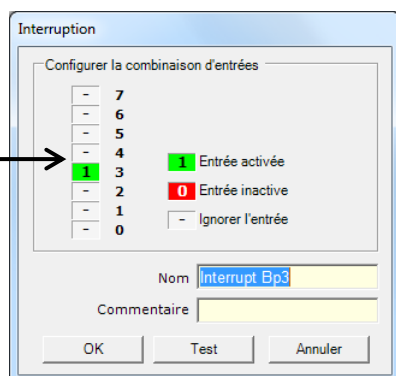 Interruption
Configurer la combinaison d'entrées
- 7
- 6
- 5
- 4
1 3
- 2
- 1
- 0
1 Entrée activée
0 Entrée inactive
- Ignorer l'entrée
Nom Interrupt Bp3
Commentaire
OK Test Annuler